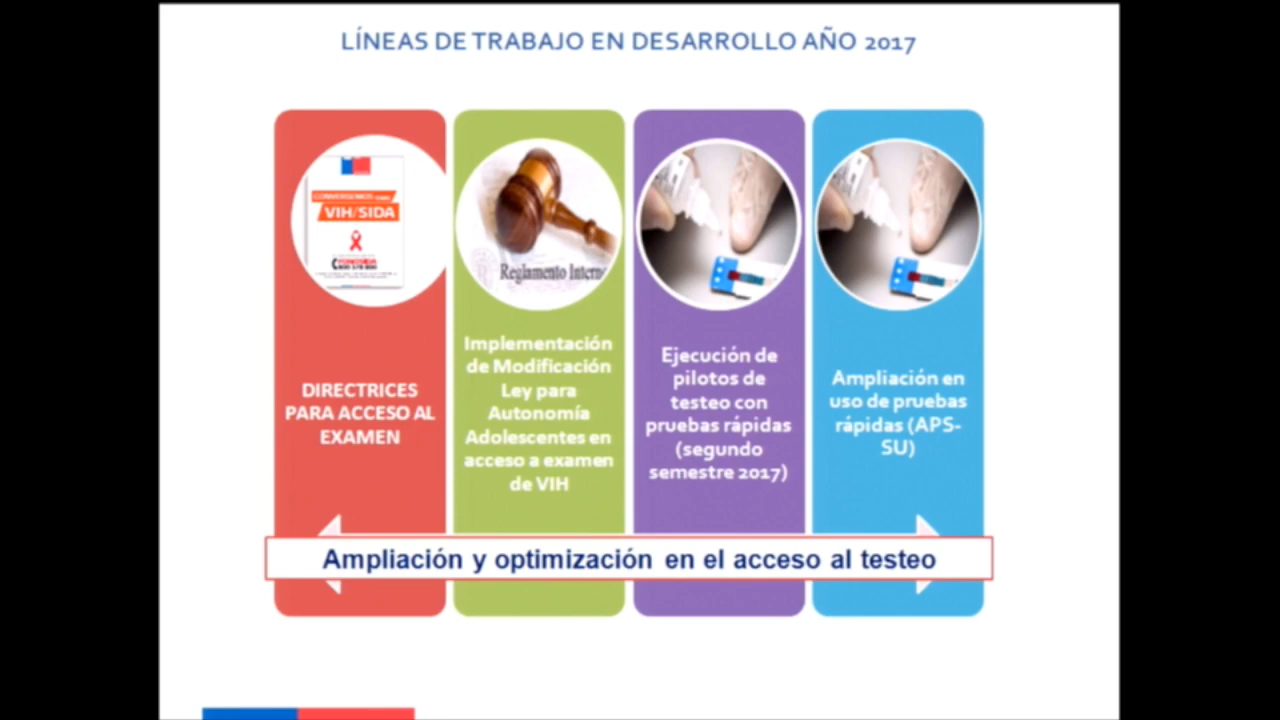 LÍNEAS DE TRABAJO EN DESARROLLO AÑO 2017
VIH/SIDA
Reglamento Interno
DIRECTRICES
PARA ACCESO AL
EXAMEN
Implementación
de Modificación
Ley para
Autonomía
Adolescentes en
acceso a examen
de VIH
Ejecución de
pilotos de
testeo con
pruebas rápidas
(segundo
semestre 2017)
Ampliación en
uso de pruebas
rápidas (APS-
SU)
Ampliación y optimización en el acceso al testeo